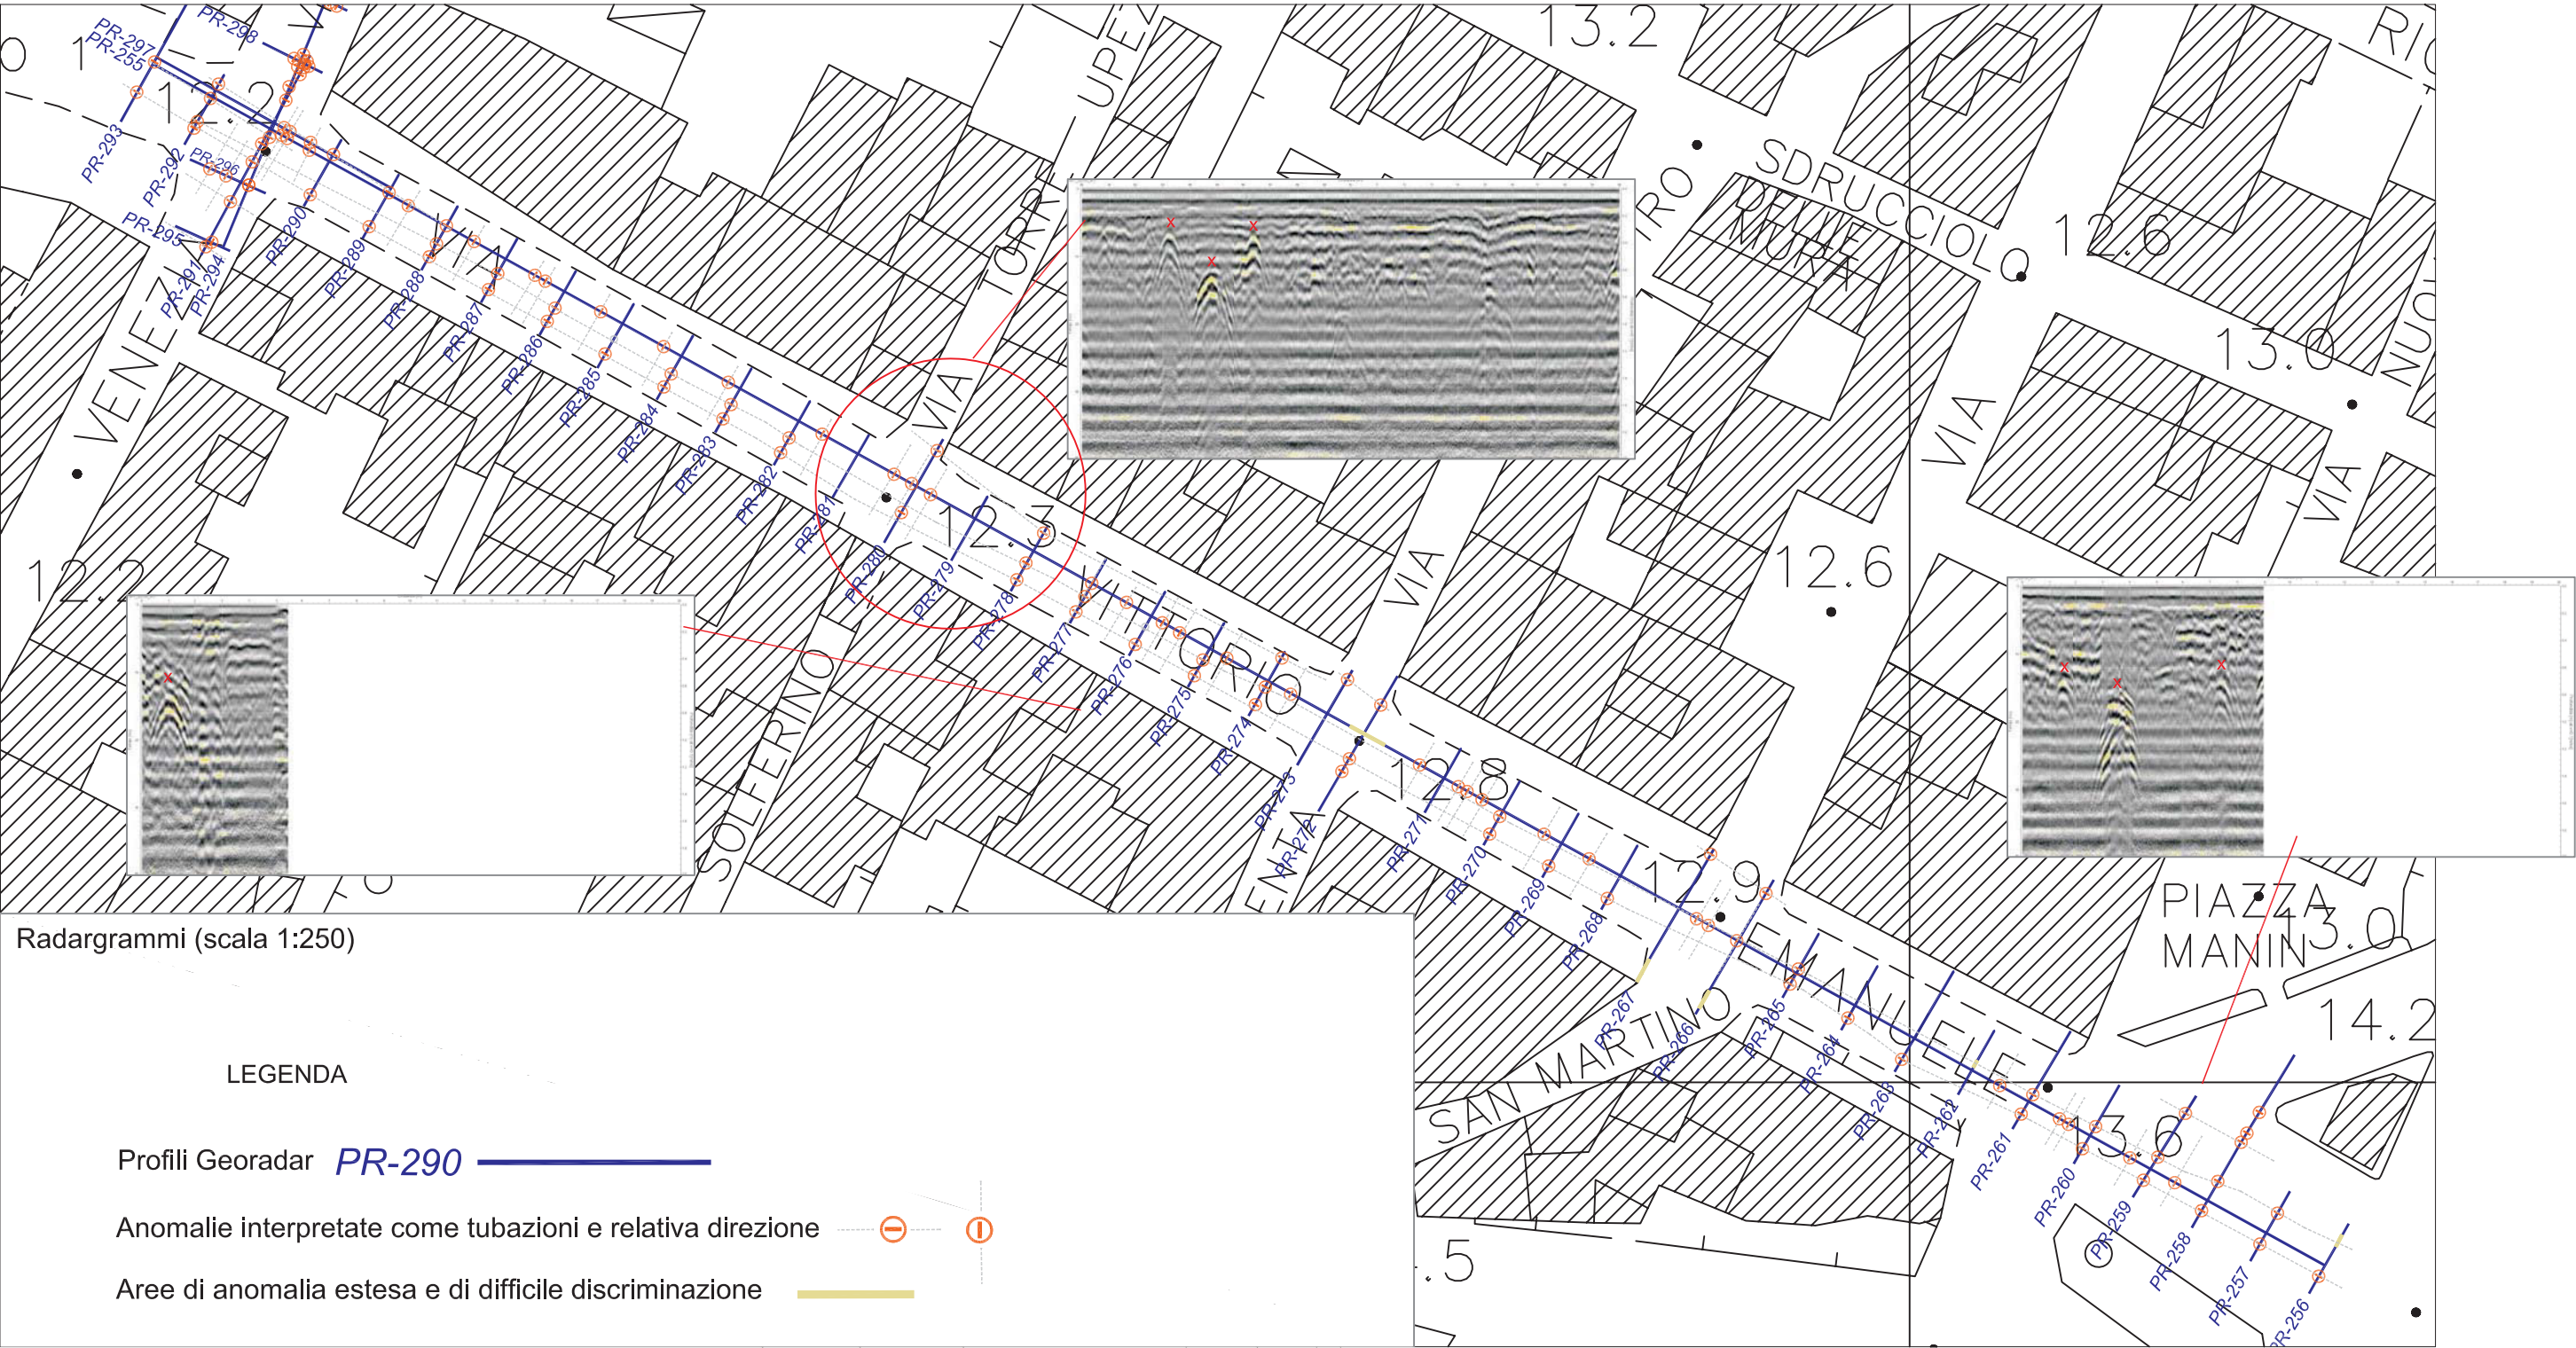 PR-297
PR-255
PR-298
0 1
12.2
PR-293
PR-292
PR-296
PR-295
PR-291
PR-294
PR-290
PR-289
PR-288
PR-287
PR-286
PR-285
PR-284
PR-283
PR-282
PR-281
PR-280
PR-279
PR-278
PR-277
PR-276
PR-275
PR-274
PR-273
PR-272
PR-271
PR-270
PR-269
PR-268
PR-267
PR-266
PR-265
PR-264
PR-263
PR-262
PR-261
PR-260
PR-259
PR-258
PR-257
PR-256
VIA
VITTORIO
EMANUELE
VIA
13.2
SDRUCCIOLO
DELLE
MURA
12.6
13.0
VIA
VIA
VIA
12.6
12.3
12.2
12.8
12.9
SOLFERINO
SAN MARTINO
PIAZZA
MANIN
13.0
14.2
13.6
.5
Radargrammi (scala 1:250)
LEGENDA
Profili Georadar PR-290
Anomalie interpretate come tubazioni e relativa direzione
Aree di anomalia estesa e di difficile discriminazione